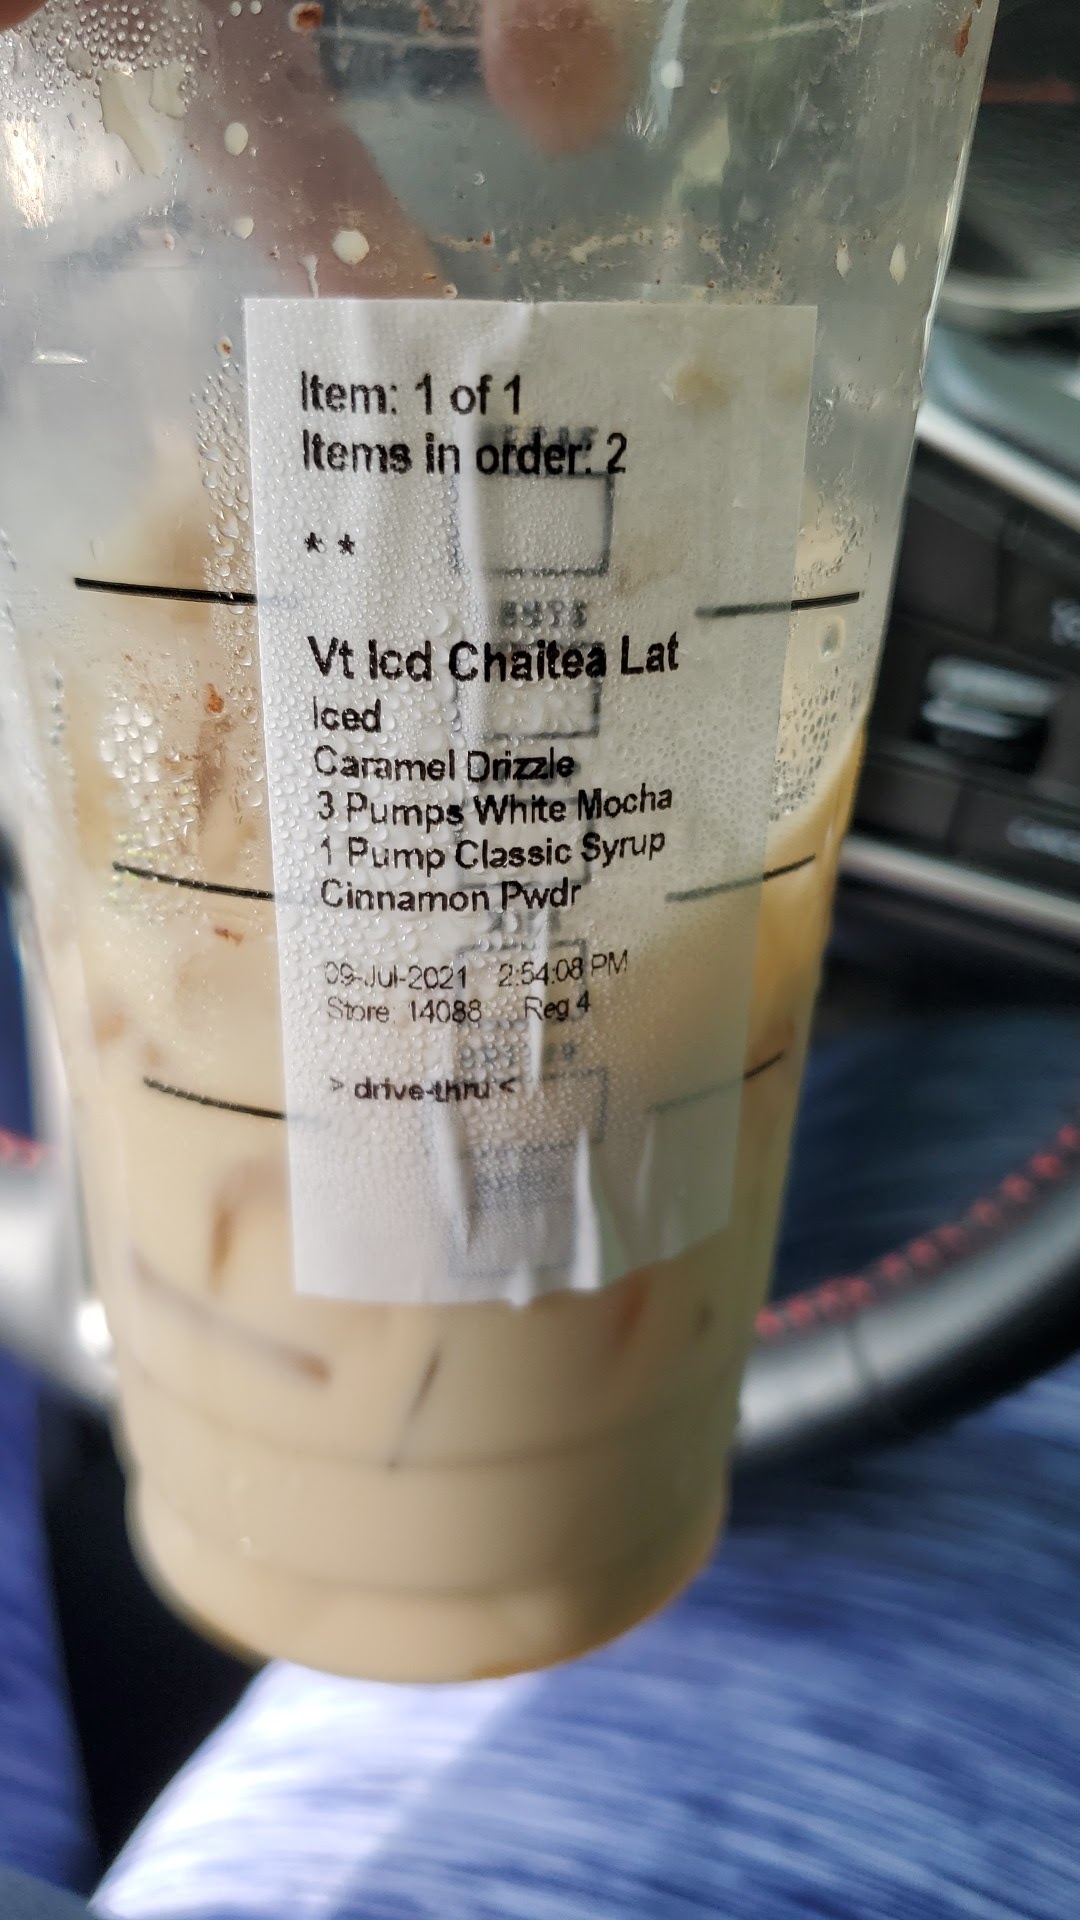 Item: 1 of 1
Items in order: 2
* *
Vt Icd Chaitea Lat
Iced
Caramel Drizzle
3 Pumps White Mocha
1 Pump Classic Syrup
Cinnamon Pwdr
09-Jul-2021 2:54:08 PM
Store: 14088 Reg 4
> drive-thru <